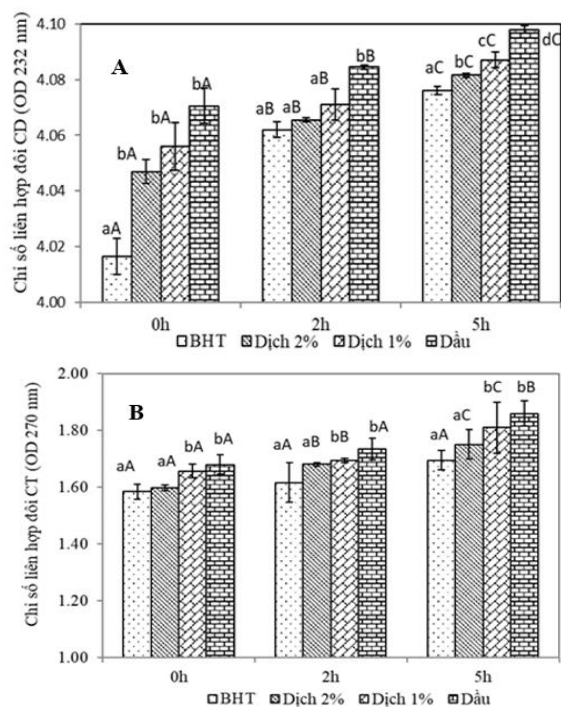 Chỉ số liên hợp đôi CD (OD 232 nm)
4.10
4.08
4.06
4.04
4.02
4.00
A
aA
bA
bA
bA
aB
aB
aB
bB
aC
bC
cC
dC
0h
2h
5h
BHT Dịch 2% Dịch 1% Dầu
Chỉ số liên hợp đôi CT (OD 270 nm)
2.00
1.80
1.60
1.40
1.20
1.00
B
aA
aA
bA
bA
aA
aB
bB
bA
aA
aC
bC
bB
0h
2h
5h
BHT Dịch 2% Dịch 1% Dầu